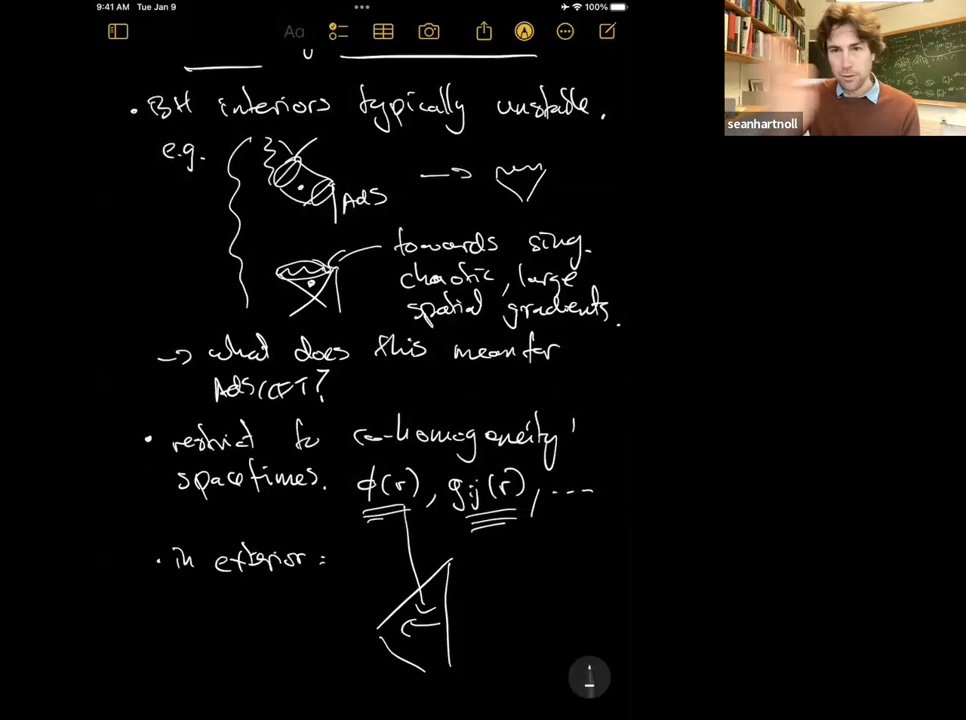 9:41 AM Tue Jan 9
100%
Aa
seanhartnoll
• BH interiors typically unstable.
e.g.
AdS
→
towards sing.
chaotic, large
spatial gradients.
→ what does this mean for
AdS/CFT?
• restrict to co-homogeneity 1
spacetimes. φ(r), gij(r), ...
• in exterior: